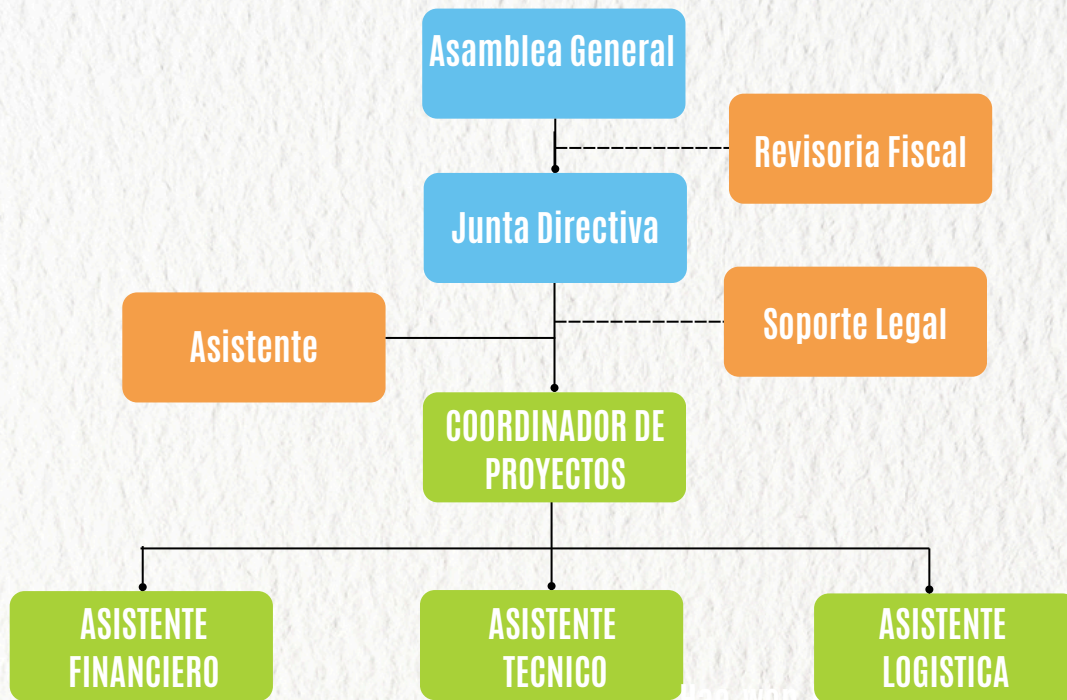 Asamblea General
Revisoria Fiscal
Junta Directiva
Soporte Legal
Asistente
COORDINADOR DE
PROYECTOS
ASISTENTE
FINANCIERO
ASISTENTE
TECNICO
ASISTENTE
LOGISTICA